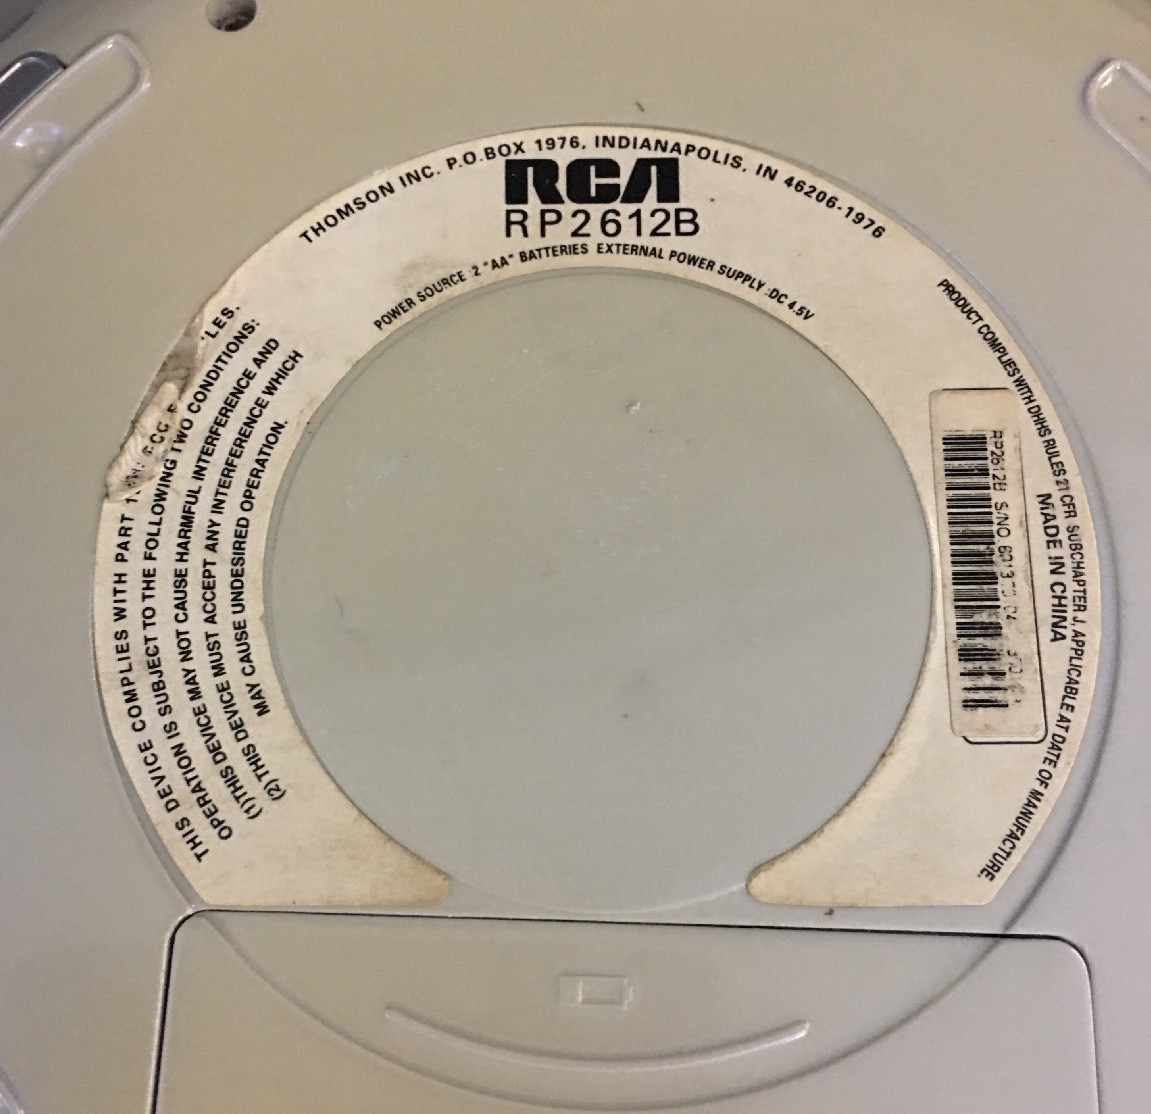 THOMSON INC. P.O.BOX 1976, INDIANAPOLIS, IN 46206-1976
RCA
RP2612B
POWER SOURCE :2 "AA" BATTERIES EXTERNAL POWER SUPPLY :DC 4.5V
THIS DEVICE COMPLIES WITH PART
OPERATION IS SUBJECT TO THE FOLLOWING TWO CONDITIONS:
(1)THIS DEVICE MAY NOT CAUSE HARMFUL INTERFERENCE AND
(2) THIS DEVICE MUST ACCEPT ANY INTERFERENCE WHICH
MAY CAUSE UNDESIRED OPERATION.
PRODUCT COMPLIES WITH DHHS RULES 21 CFR SUBCHAPTER J, APPLICABLE AT DATE OF MANUFACTURE.
MADE IN CHINA
RP2612B S/NO.